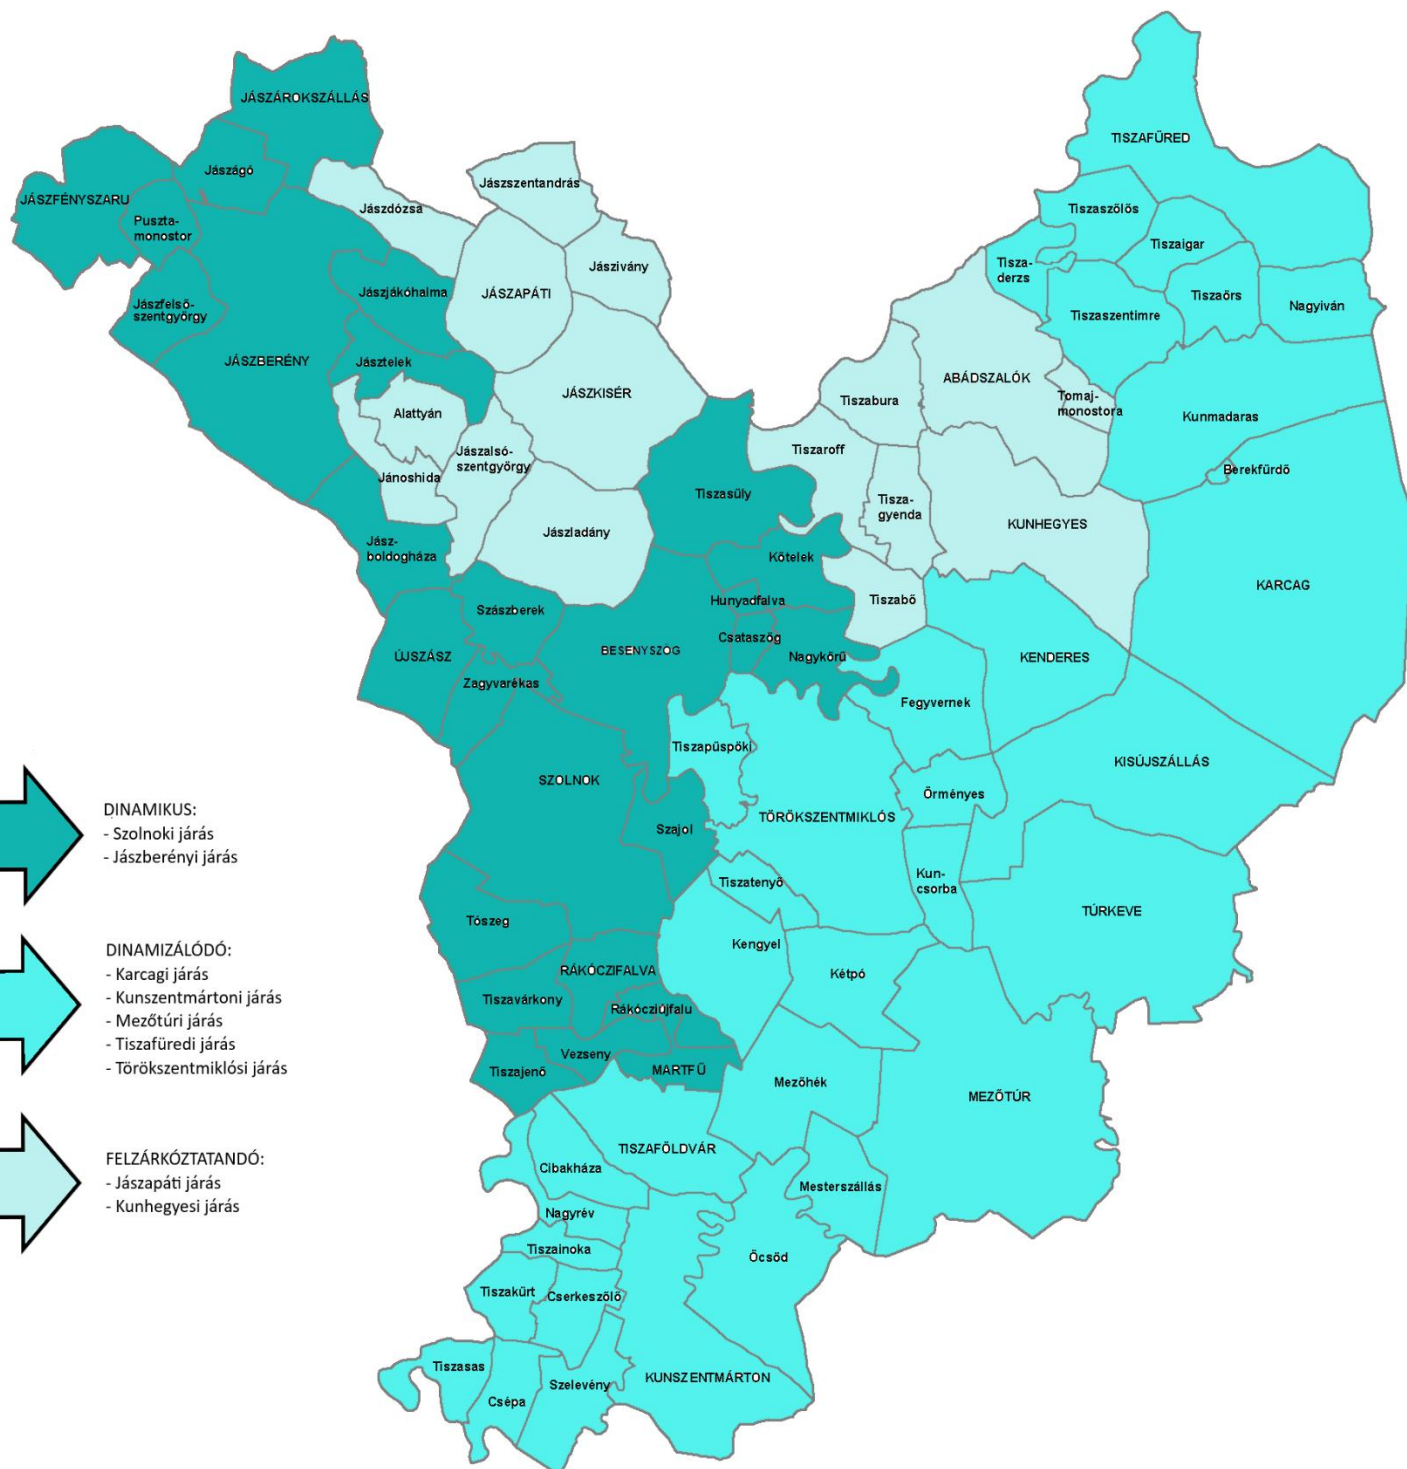 JÁSZÁROKSZÁLLÁS
TISZAFÜRED
Jászágó
Jászszentandrás
JÁSZFÉNYSZARU
Jászdózsa
Tiszaszőlős
Puszta-
monostor
Tiszaigar
Jászivány
Tisza-
derzs
Jászjákóhalma
JÁSZAPÁTI
Tiszaörs
Nagyiván
Jászfelső-
szentgyörgy
Tiszaszentimre
JÁSZBERÉNY
Jásztelek
ABÁDSZALÓK
JÁSZKISÉR
Tiszabura
Tomaj-
monostora
Alattyán
Kunmadaras
Jászalsó-
szentgyörgy
Tiszaroff
Jánoshida
Berekfürdő
Tiszasüly
Tisza-
gyenda
KUNHEGYES
Jászladány
Jász-
boldogháza
Kőtelek
KARCAG
Hunyadfalva
Tiszabő
Szászberek
Csataszög
BESENYSZÖG
Nagykörű
ÚJSZÁSZ
KENDERES
Zagyvarékas
Fegyvernek
Tiszapüspöki
KISÚJSZÁLLÁS
SZOLNOK
Örményes
TÖRÖKSZENTMIKLÓS
Szajol
Kun-
csorba
Tiszatenyő
TÚRKEVE
Tószeg
Kengyel
RÁKÓCZIFALVA
Kétpó
Tiszavárkony
Rákócziújfalu
Vezseny
Tiszajenő
MARTFŰ
Mezőhék
MEZŐTÚR
TISZAFÖLDVÁR
Cibakháza
Mesterszállás
Nagyrév
Tiszainoka
Öcsöd
Tiszakürt
Cserkeszőlő
Tiszasas
KUNSZENTMÁRTON
Szelevény
Csépa
DINAMIKUS:
- Szolnoki járás
- Jászberényi járás
DINAMIZÁLÓDÓ:
- Karcagi járás
- Kunszentmártoni járás
- Mezőtúri járás
- Tiszafüredi járás
- Törökszentmiklósi járás
FELZÁRKÓZTATANDÓ:
- Jászapáti járás
- Kunhegyesi járás